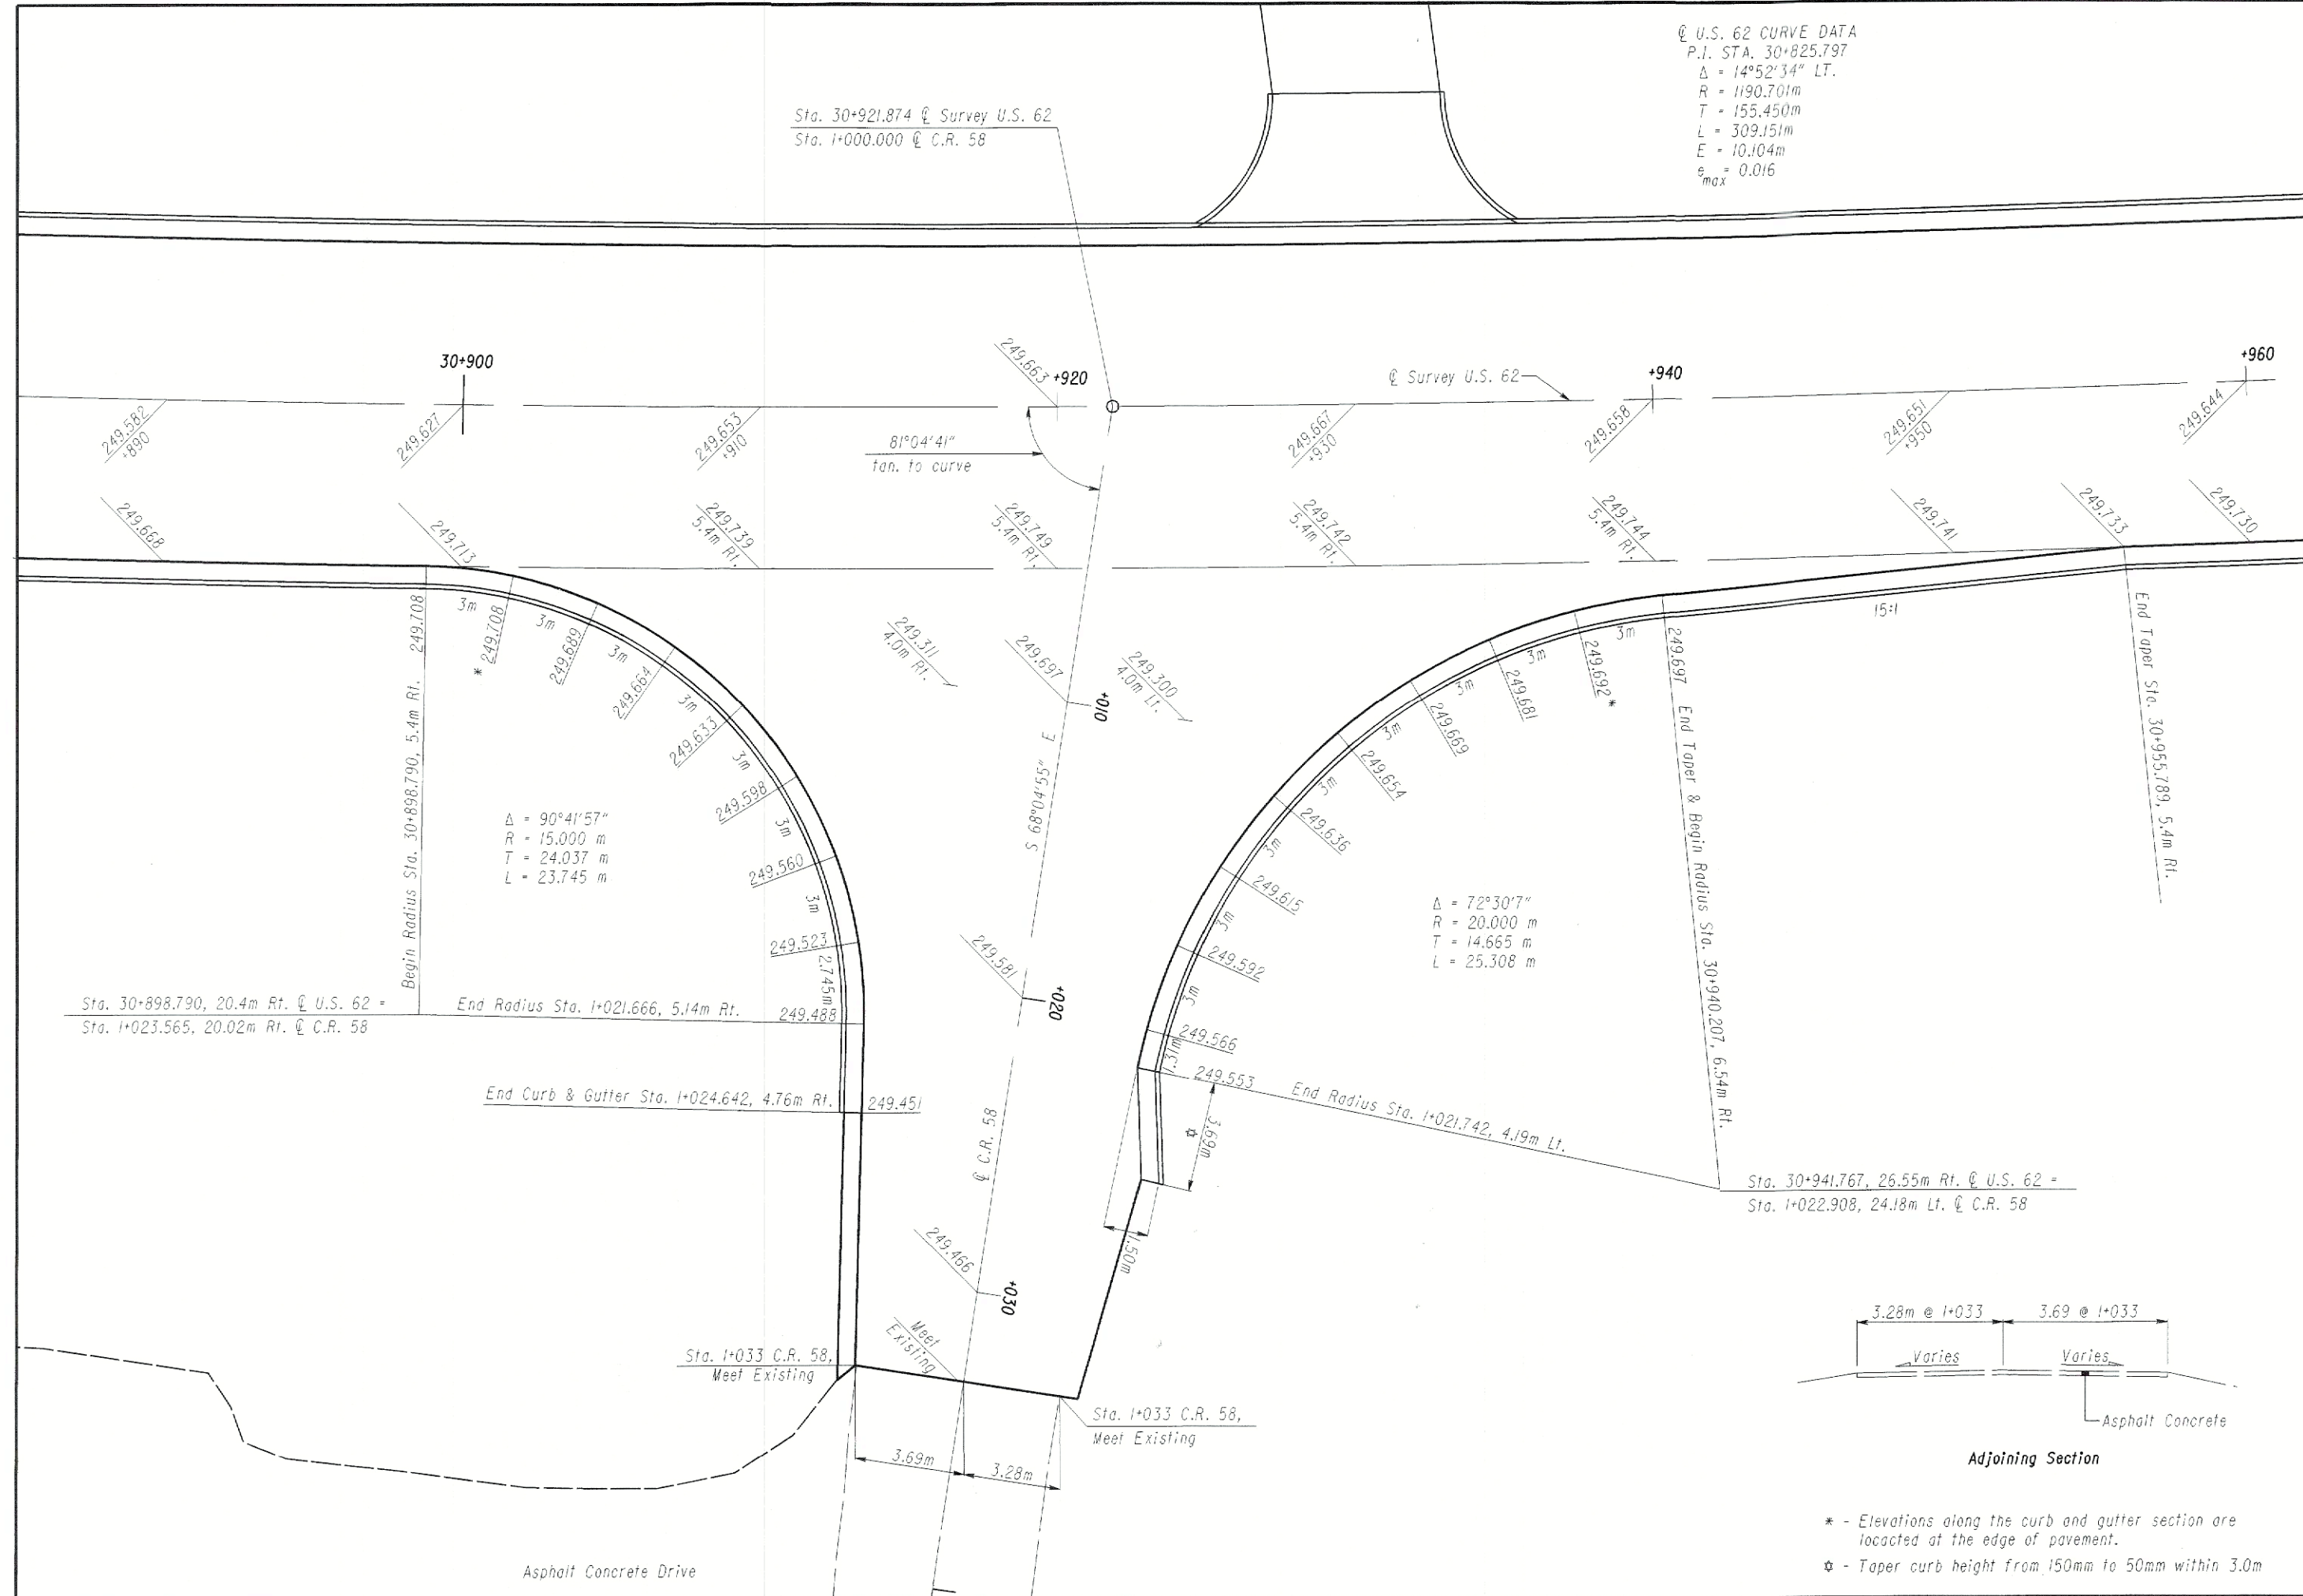 ℄ U.S. 62 CURVE DATA
P.I. STA. 30+825.797
Δ = 14°52'34" LT.
R = 1190.701m
T = 155.450m
L = 309.151m
E = 10.104m
e max = 0.016
Sta. 30+921.874 ℄ Survey U.S. 62
Sta. 1+000.000 ℄ C.R. 58
30+900
+920
℄ Survey U.S. 62
+940
+960
249.582
+890
249.627
249.653
+910
249.663
249.667
+930
249.658
249.651
+950
249.644
81°04'41"
tan. to curve
249.668
249.713
249.739
5.4m Rt.
249.749
5.4m Rt.
249.742
5.4m Rt.
249.744
5.4m Rt.
249.741
249.733
249.730
249.708
Begin Radius Sta. 30+898.790, 5.4m Rt.
3m
* 249.708
3m
249.689
3m
249.664
3m
249.633
3m
249.598
3m
249.560
3m
249.523
2.745m
249.488
Δ = 90°41'57"
R = 15.000 m
T = 24.037 m
L = 23.745 m
249.311
4.0m Rt.
249.697
249.300
4.0m Lt.
+010
S 68°04'55" E
249.581
+020
℄ C.R. 58
249.466
+030
15:1
End Taper Sta. 30+955.789, 5.4m Rt.
249.697
End Taper & Begin Radius Sta. 30+940.207, 6.54m Rt.
3m
249.692 *
3m
249.681
3m
249.669
3m
249.654
3m
249.636
3m
249.615
3m
249.592
3m
249.566
1.31m
249.553
Δ = 72°30'7"
R = 20.000 m
T = 14.665 m
L = 25.308 m
Sta. 30+898.790, 20.4m Rt. ℄ U.S. 62 =
Sta. 1+023.565, 20.02m Rt. ℄ C.R. 58
End Radius Sta. 1+021.666, 5.14m Rt.
End Curb & Gutter Sta. 1+024.642, 4.76m Rt.
249.451
End Radius Sta. 1+021.742, 4.19m Lt.
✡ 3.69m
1.50m
Sta. 30+941.767, 26.55m Rt. ℄ U.S. 62 =
Sta. 1+022.908, 24.18m Lt. ℄ C.R. 58
Meet
Existing
Sta. 1+033 C.R. 58,
Meet Existing
Sta. 1+033 C.R. 58,
Meet Existing
3.69m
3.28m
Asphalt Concrete Drive
3.28m @ 1+033
3.69 @ 1+033
Varies
Varies
Asphalt Concrete
Adjoining Section
* - Elevations along the curb and gutter section are
locacted at the edge of pavement.
✡ - Taper curb height from 150mm to 50mm within 3.0m